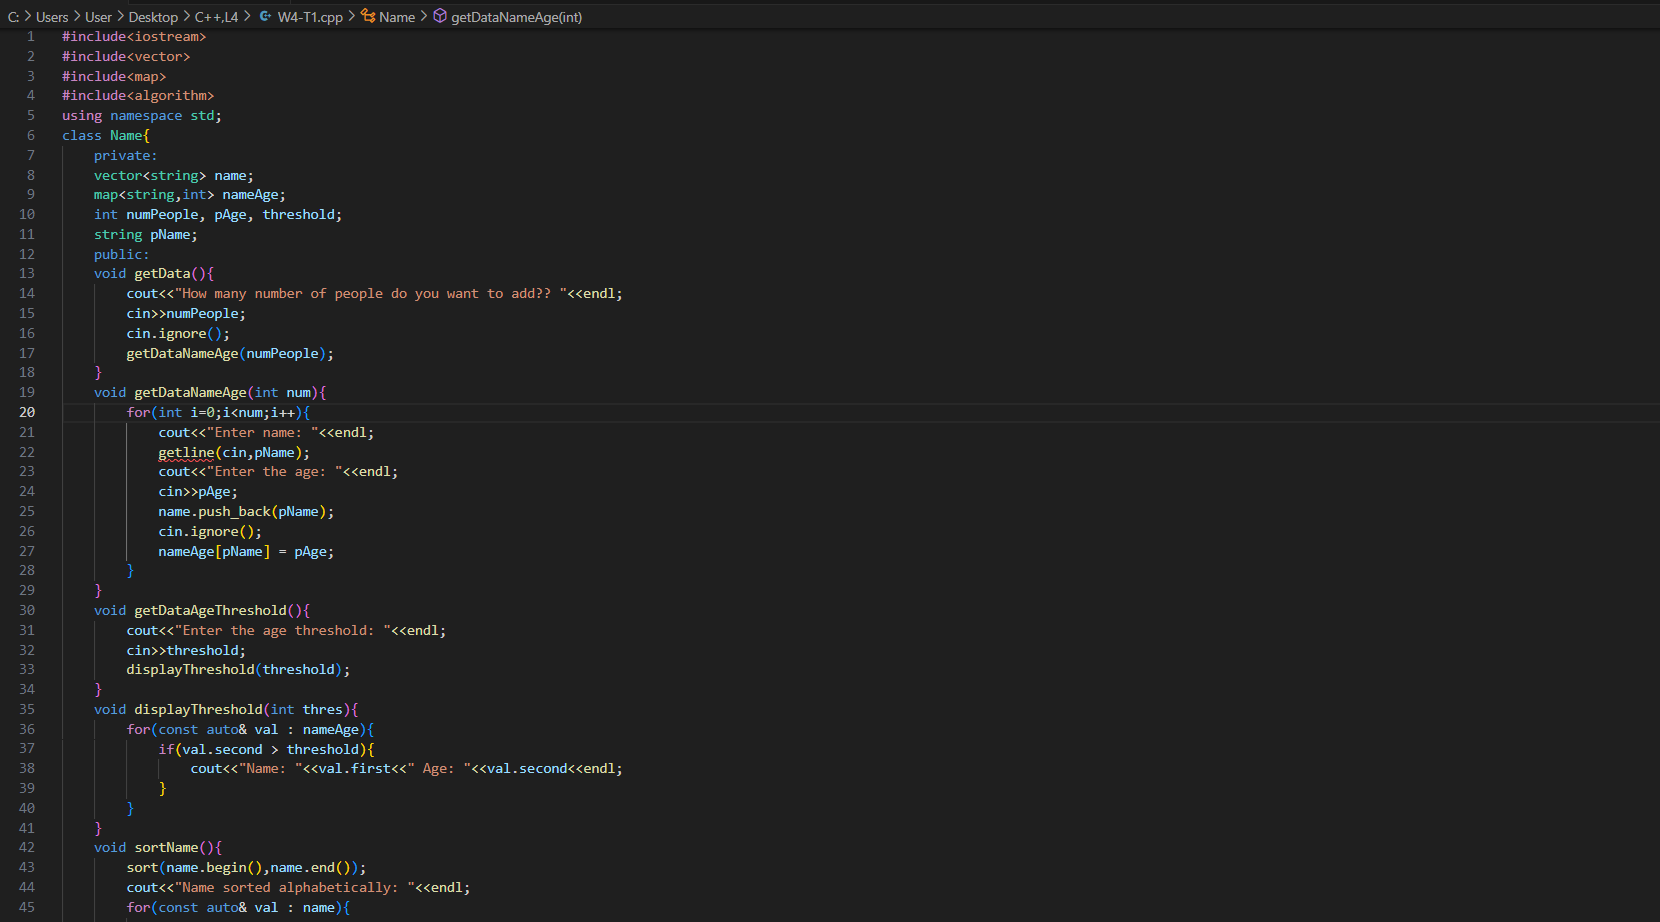 C: > Users > User > Desktop > C++,L4 > W4-T1.cpp > Name > getDataNameAge(int)
1 #include<iostream>
2 #include<vector>
3 #include<map>
4 #include<algorithm>
5 using namespace std;
6 class Name{
7     private:
8     vector<string> name;
9     map<string,int> nameAge;
10     int numPeople, pAge, threshold;
11     string pName;
12     public:
13     void getData(){
14         cout<<"How many number of people do you want to add?? "<<endl;
15         cin>>numPeople;
16         cin.ignore();
17         getDataNameAge(numPeople);
18     }
19     void getDataNameAge(int num){
20         for(int i=0;i<num;i++){
21             cout<<"Enter name: "<<endl;
22             getline(cin,pName);
23             cout<<"Enter the age: "<<endl;
24             cin>>pAge;
25             name.push_back(pName);
26             cin.ignore();
27             nameAge[pName] = pAge;
28         }
29     }
30     void getDataAgeThreshold(){
31         cout<<"Enter the age threshold: "<<endl;
32         cin>>threshold;
33         displayThreshold(threshold);
34     }
35     void displayThreshold(int thres){
36         for(const auto& val : nameAge){
37             if(val.second > threshold){
38                 cout<<"Name: "<<val.first<<" Age: "<<val.second<<endl;
39             }
40         }
41     }
42     void sortName(){
43         sort(name.begin(),name.end());
44         cout<<"Name sorted alphabetically: "<<endl;
45         for(const auto& val : name){